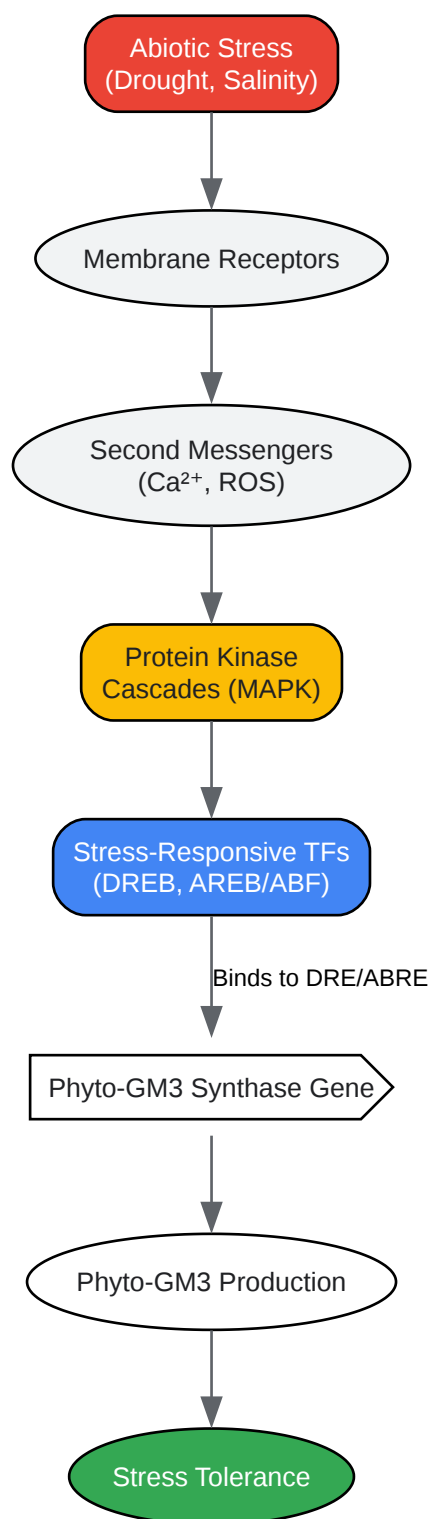 Abiotic Stress
(Drought, Salinity)
Membrane Receptors
Second Messengers
(Ca²⁺, ROS)
Protein Kinase
Cascades (MAPK)
Stress-Responsive TFs
(DREB, AREB/ABF)
Binds to DRE/ABRE
Phyto-GM3 Synthase Gene
Phyto-GM3 Production
Stress Tolerance